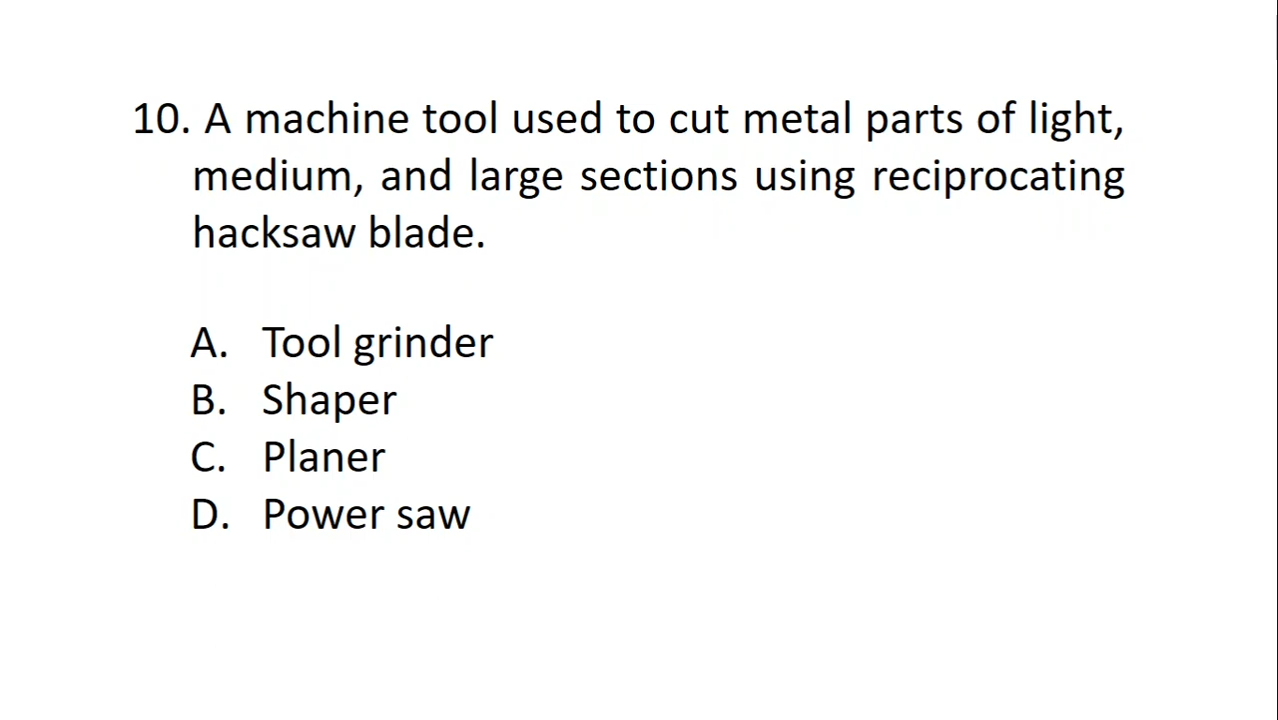 10. A machine tool used to cut metal parts of light,
medium, and large sections using reciprocating
hacksaw blade.
A. Tool grinder
B. Shaper
C. Planer
D. Power saw